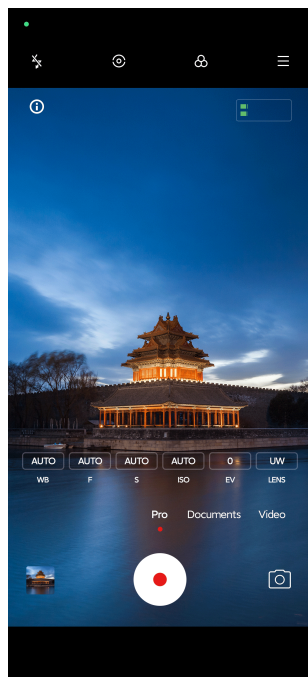 AUTO AUTO AUTO AUTO 0 UW
WB F S ISO EV LENS
Pro Documents Video